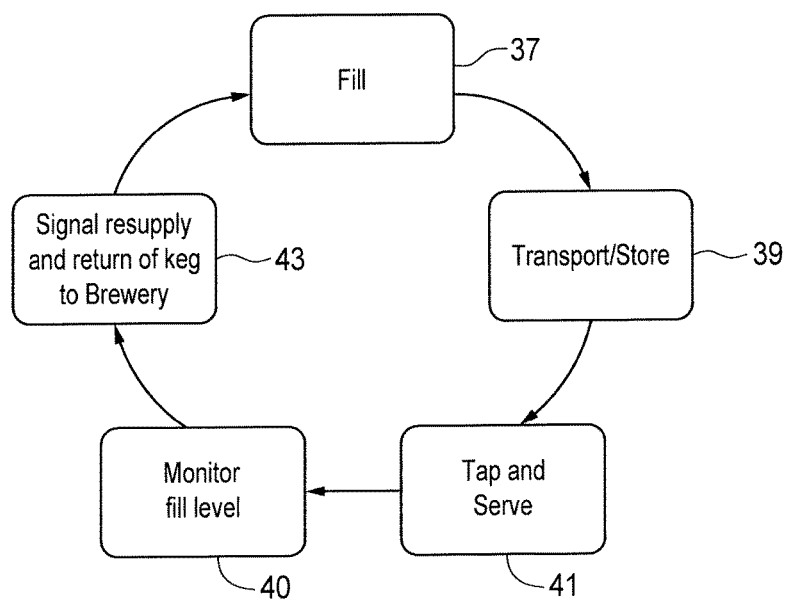 Fill
37
Transport/Store
39
Tap and
Serve
41
Monitor
fill level
40
Signal resupply
and return of keg
to Brewery
43